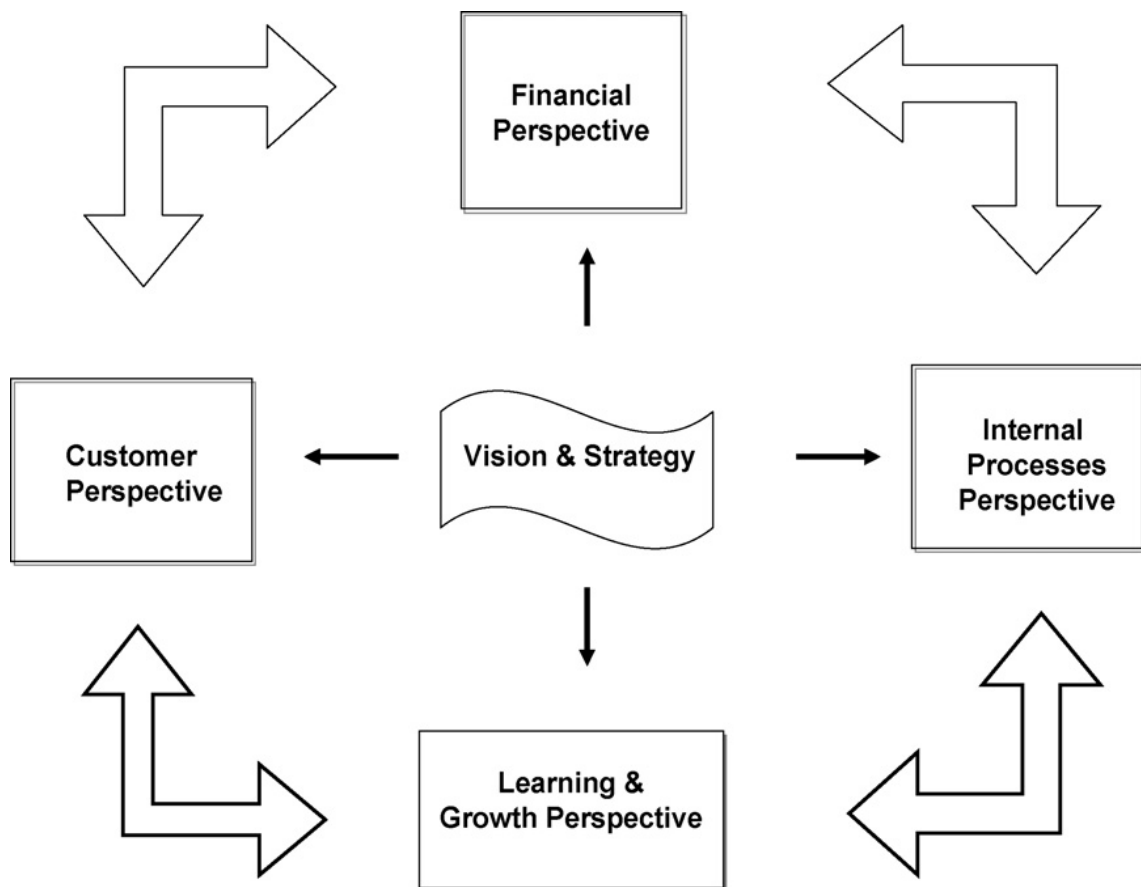 Financial
Perspective
Customer
Perspective
Vision & Strategy
Internal
Processes
Perspective
Learning &
Growth Perspective